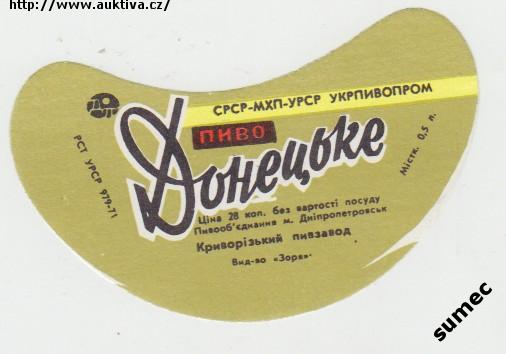 http://www.auktiva.cz/
СРСР-МХП-УРСР УКРПИВОПРОМ
ПИВО
Донецьке
РСТ УРСР 979-71
Містк. 0,5 л.
Ціна 28 коп. без вартості посуду
Пивооб'єднання м. Дніпропетровськ
Криворізький пивзавод
Вид-во «Зоря»
sumec